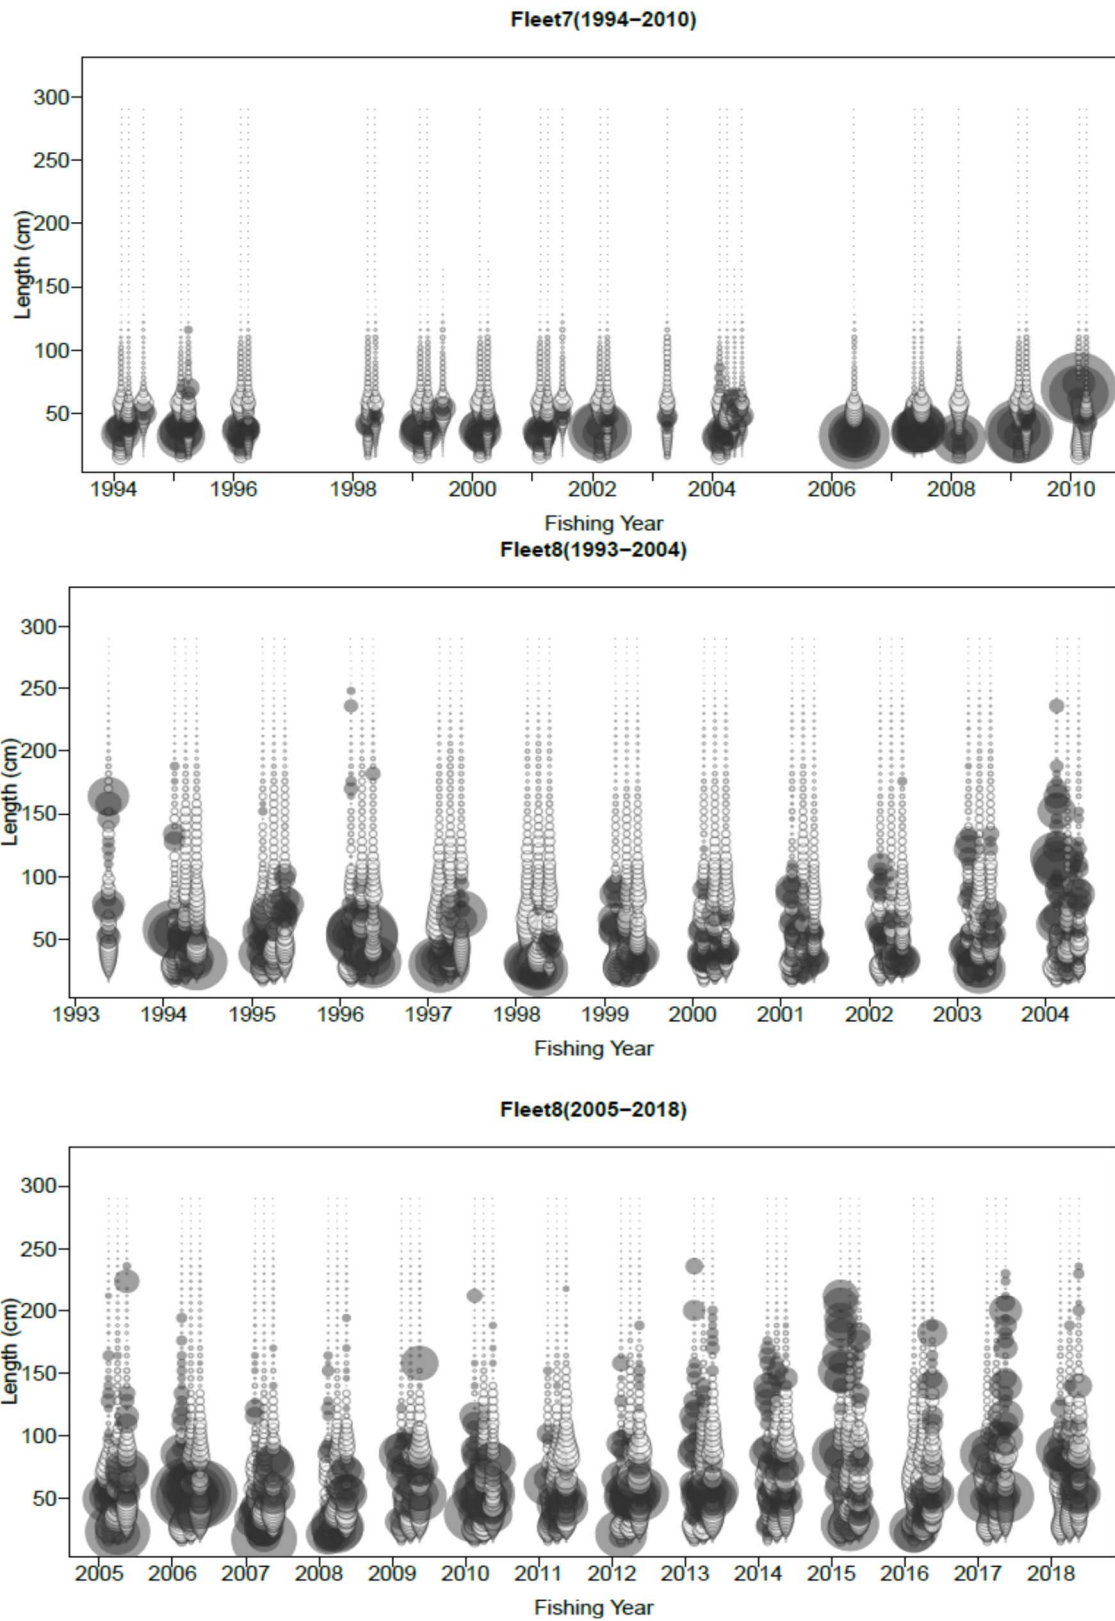 Fleet7(1994−2010)
300
250
200
150
100
50
Length (cm)
1994 1996 1998 2000 2002 2004 2006 2008 2010
Fishing Year
Fleet8(1993−2004)
300
250
200
150
100
50
Length (cm)
1993 1994 1995 1996 1997 1998 1999 2000 2001 2002 2003 2004
Fishing Year
Fleet8(2005−2018)
300
250
200
150
100
50
Length (cm)
2005 2006 2007 2008 2009 2010 2011 2012 2013 2014 2015 2016 2017 2018
Fishing Year